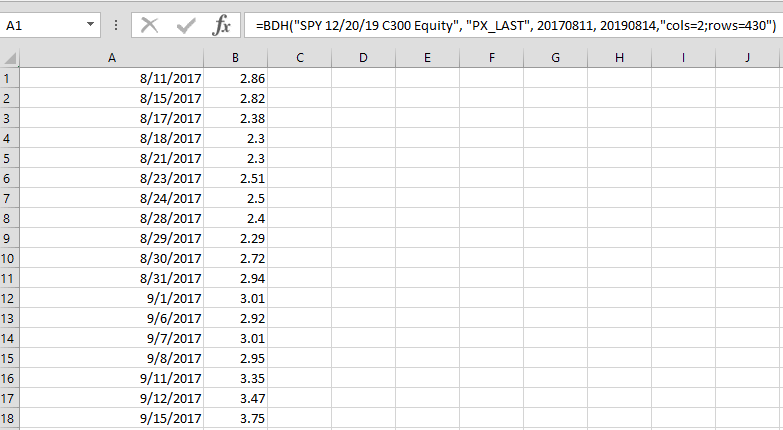 A1 fx =BDH("SPY 12/20/19 C300 Equity", "PX_LAST", 20170811, 20190814,"cols=2;rows=430")
A B C D E F G H I J
1 8/11/2017 2.86
2 8/15/2017 2.82
3 8/17/2017 2.38
4 8/18/2017 2.3
5 8/21/2017 2.3
6 8/23/2017 2.51
7 8/24/2017 2.5
8 8/28/2017 2.4
9 8/29/2017 2.29
10 8/30/2017 2.72
11 8/31/2017 2.94
12 9/1/2017 3.01
13 9/6/2017 2.92
14 9/7/2017 3.01
15 9/8/2017 2.95
16 9/11/2017 3.35
17 9/12/2017 3.47
18 9/15/2017 3.75